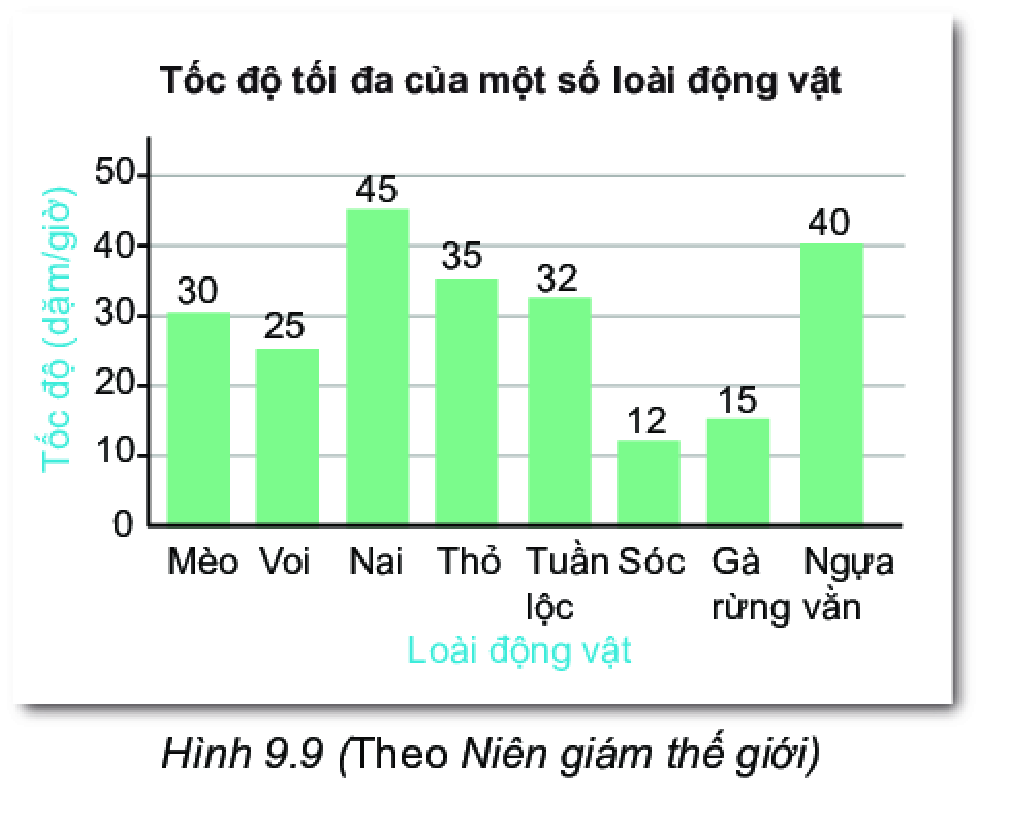 Tốc độ tối đa của một số loài động vật
Tốc độ (dặm/giờ)
50
40
30
20
10
0
30
25
45
35
32
12
15
40
Mèo Voi Nai Thỏ Tuần Sóc Gà Ngựa
lộc rừng vằn
Loài động vật
Hình 9.9 (Theo Niên giám thế giới)